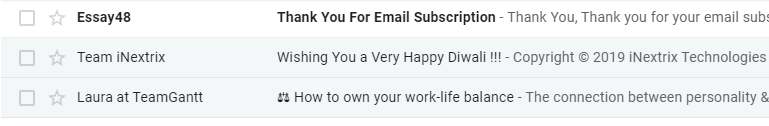 Essay48 Thank You For Email Subscription - Thank You, Thank you for your email subs
Team iNextrix Wishing You a Very Happy Diwali !!! - Copyright © 2019 iNextrix Technologies
Laura at TeamGantt ⚖ How to own your work-life balance - The connection between personality &